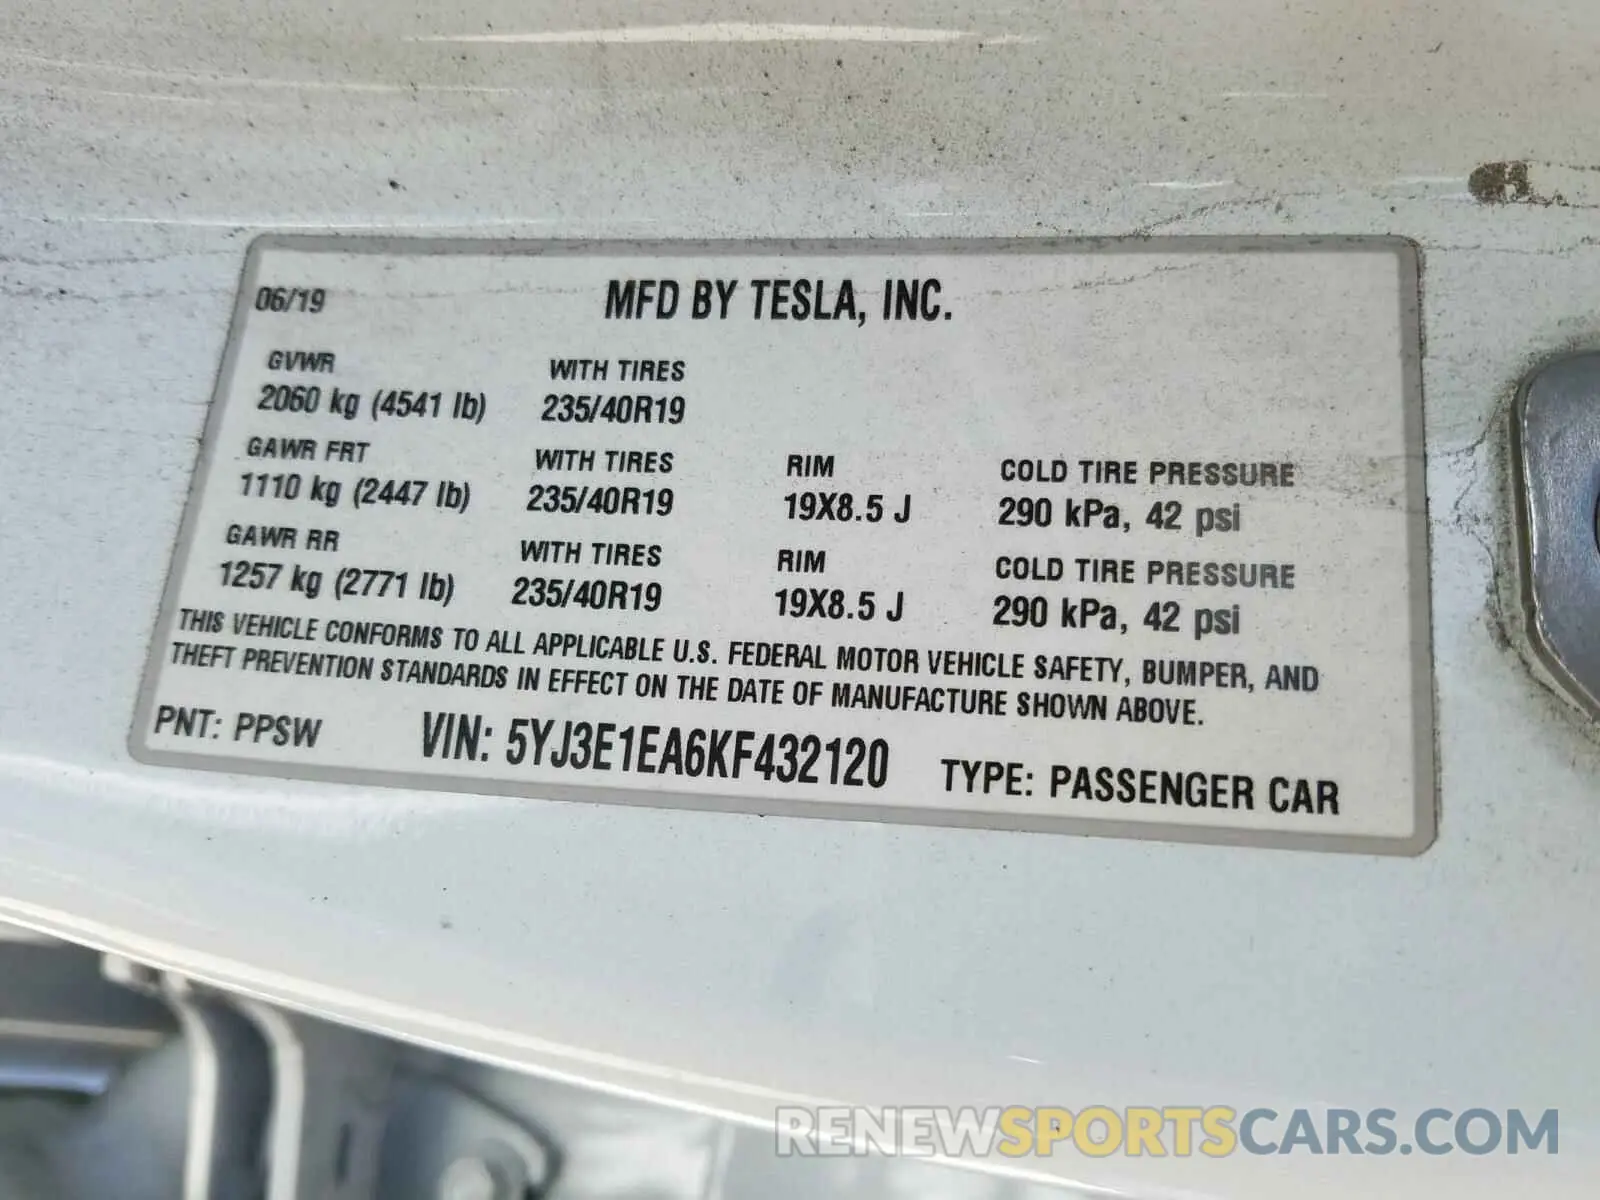 06/19 MFD BY TESLA, INC.
GVWR WITH TIRES
2060 kg (4541 lb) 235/40R19
GAWR FRT WITH TIRES RIM COLD TIRE PRESSURE
1110 kg (2447 lb) 235/40R19 19X8.5 J 290 kPa, 42 psi
GAWR RR WITH TIRES RIM COLD TIRE PRESSURE
1257 kg (2771 lb) 235/40R19 19X8.5 J 290 kPa, 42 psi
THIS VEHICLE CONFORMS TO ALL APPLICABLE U.S. FEDERAL MOTOR VEHICLE SAFETY, BUMPER, AND
THEFT PREVENTION STANDARDS IN EFFECT ON THE DATE OF MANUFACTURE SHOWN ABOVE.
PNT: PPSW VIN: 5YJ3E1EA6KF432120 TYPE: PASSENGER CAR
RENEWSPORTSCARS.COM